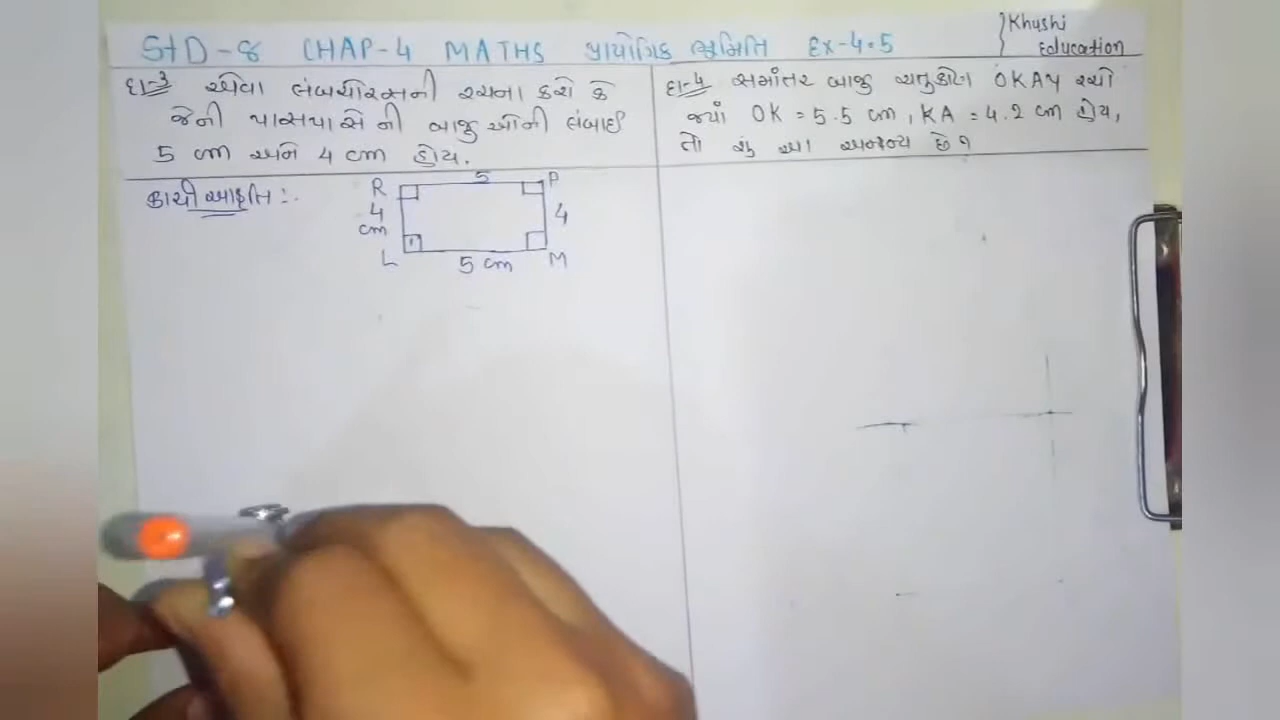 STD-8 CHAP-4 MATHS પ્રાયોગિક ભૂમિતિ Ex-4.5
Khushi
Education
દા-3 એવા લંબચોરસની રચના કરો કે
જેની પાસપાસેની બાજુઓની લંબાઈ
5 cm અને 4 cm હોય.
દા-4 સમાંતર બાજુ ચતુષ્કોણ OKAY રચો
જ્યાં OK = 5.5 cm, KA = 4.2 cm હોય,
તો શું આ અનન્ય છે ?
કાચી આકૃતિ :-
R 5 P
4 cm 4
L 5 cm M